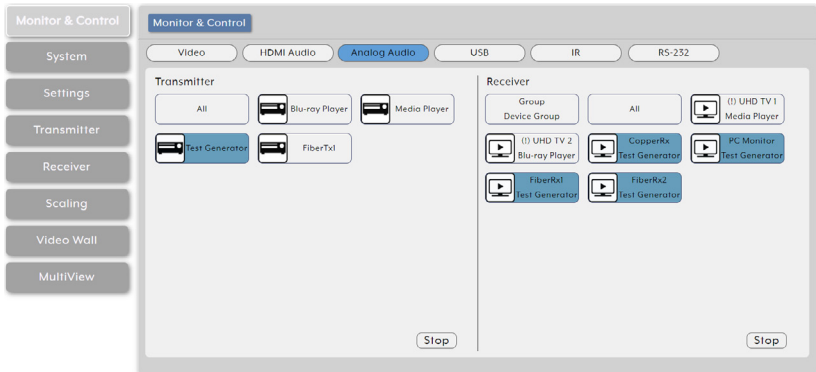 Monitor & Control
System
Settings
Transmitter
Receiver
Scaling
Video Wall
MultiView
Monitor & Control
Video
HDMI Audio
Analog Audio
USB
IR
RS-232
Transmitter
All
Blu-ray Player
Media Player
Test Generator
FiberTx1
Stop
Receiver
Group
Device Group
All
(!) UHD TV 1
Media Player
(!) UHD TV 2
Blu-ray Player
CopperRx
Test Generator
PC Monitor
Test Generator
FiberRx1
Test Generator
FiberRx2
Test Generator
Stop